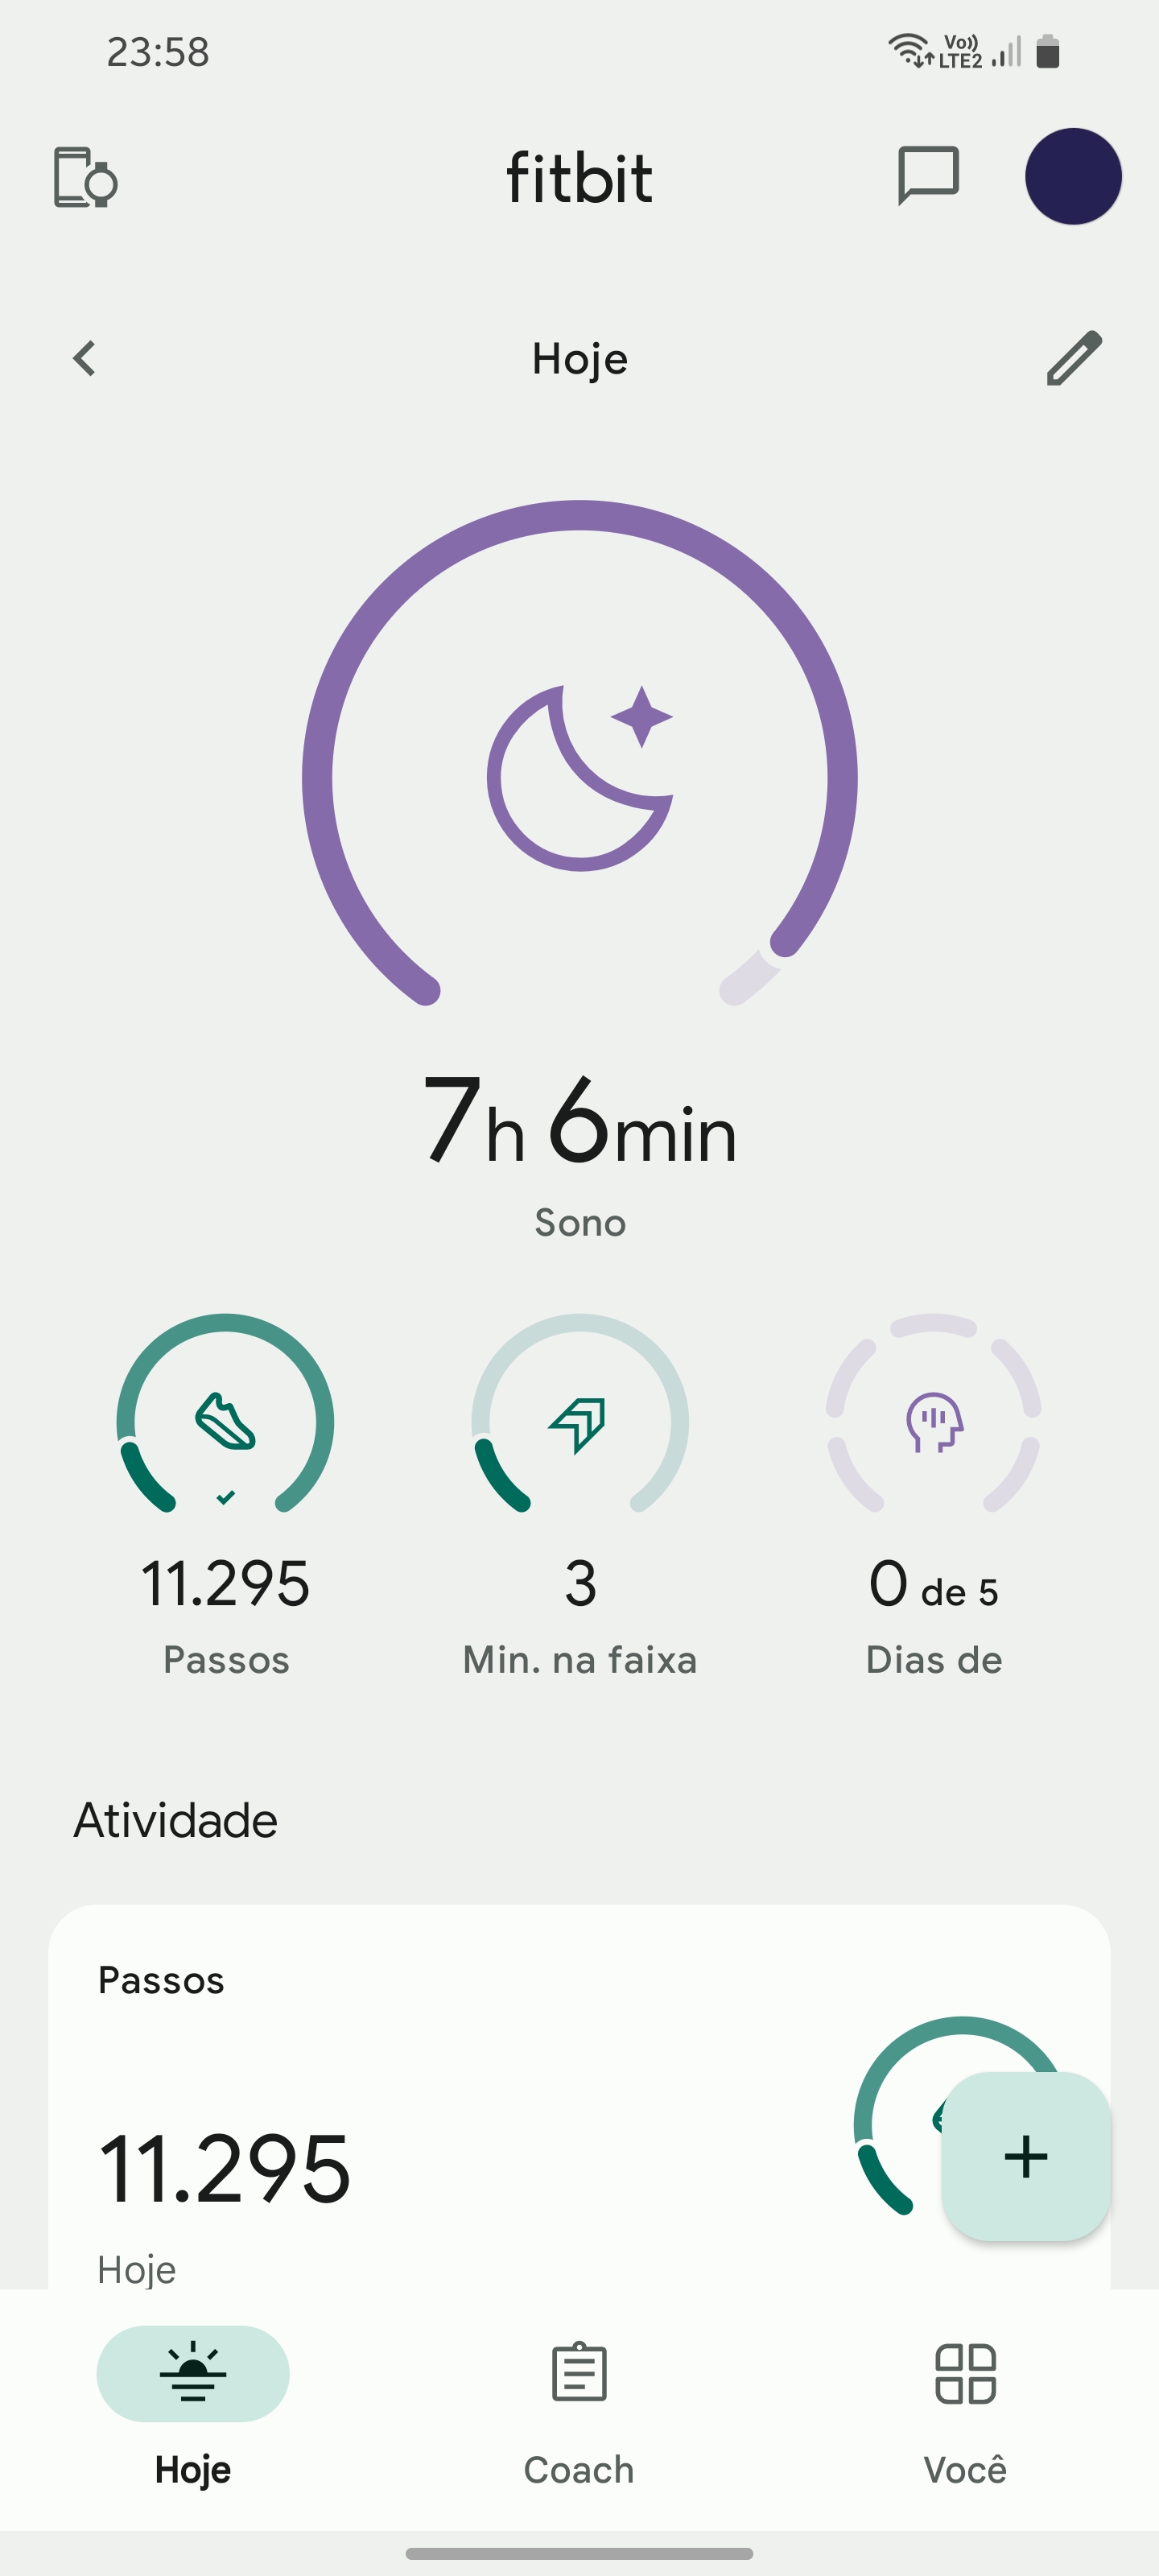 23:58
Vo))
LTE2
fitbit
Hoje
7h 6min
Sono
11.295
Passos
3
Min. na faixa
0 de 5
Dias de
Atividade
Passos
11.295
Hoje
Hoje
Coach
Você